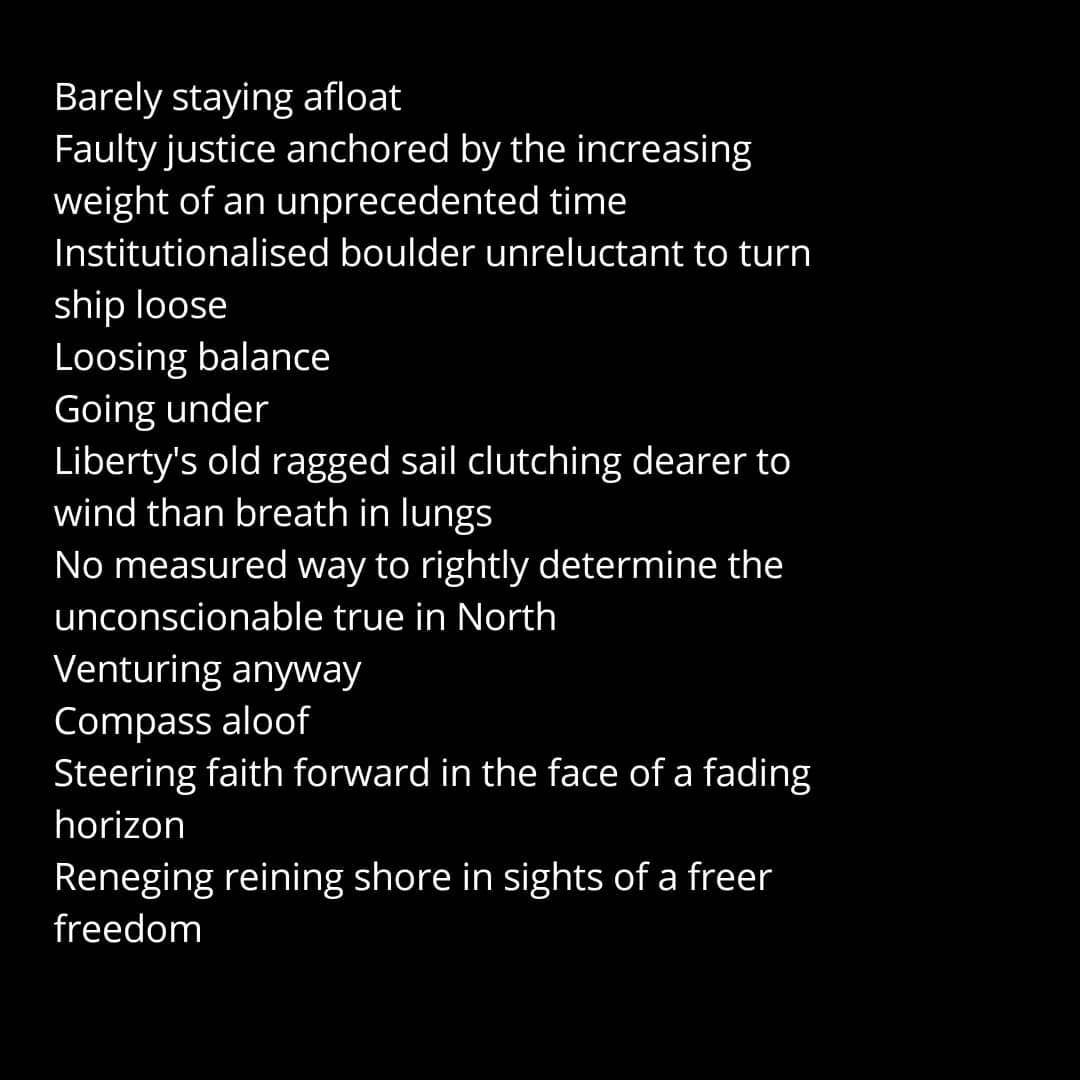 Barely staying afloat
Faulty justice anchored by the increasing
weight of an unprecedented time
Institutionalised boulder unreluctant to turn
ship loose
Loosing balance
Going under
Liberty's old ragged sail clutching dearer to
wind than breath in lungs
No measured way to rightly determine the
unconscionable true in North
Venturing anyway
Compass aloof
Steering faith forward in the face of a fading
horizon
Reneging reining shore in sights of a freer
freedom